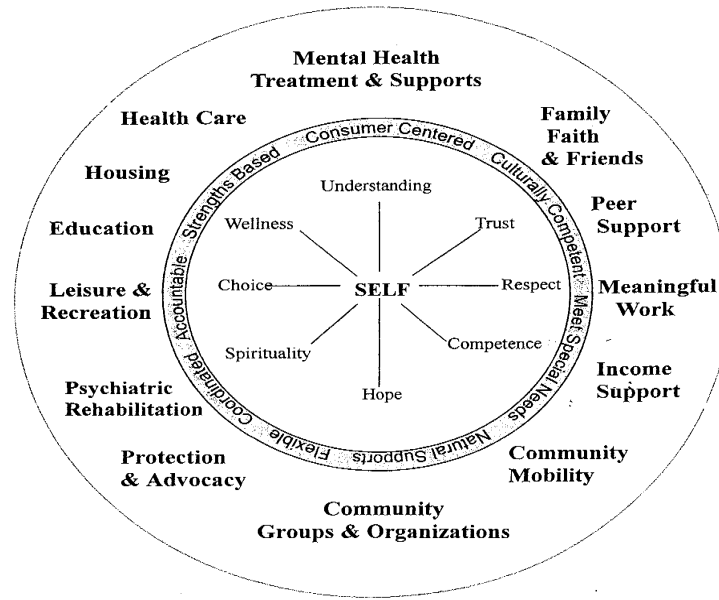 Mental Health
Treatment & Supports
Health Care
Family
Faith
& Friends
Housing
Peer
Support
Education
Meaningful
Work
Leisure &
Recreation
Income
Support
Psychiatric
Rehabilitation
Community
Mobility
Protection
& Advocacy
Community
Groups & Organizations
Consumer Centered
Culturally Competent
Meet Special Needs
Natural Supports
Flexible
Coordinated
Accountable
Strengths Based
Understanding
Wellness
Trust
Choice
SELF
Respect
Spirituality
Competence
Hope